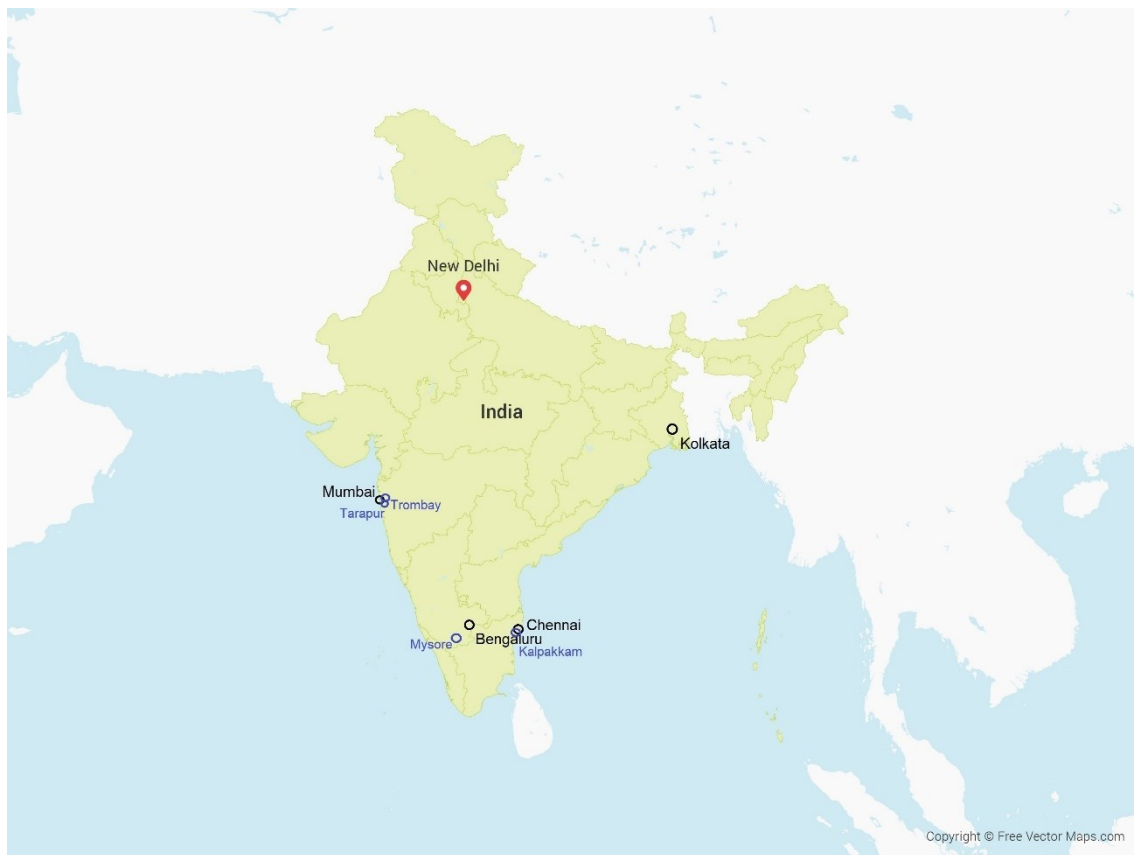 New Delhi
India
Kolkata
Mumbai
Trombay
Tarapur
Chennai
Bengaluru
Mysore
Kalpakkam
Copyright © Free Vector Maps.com